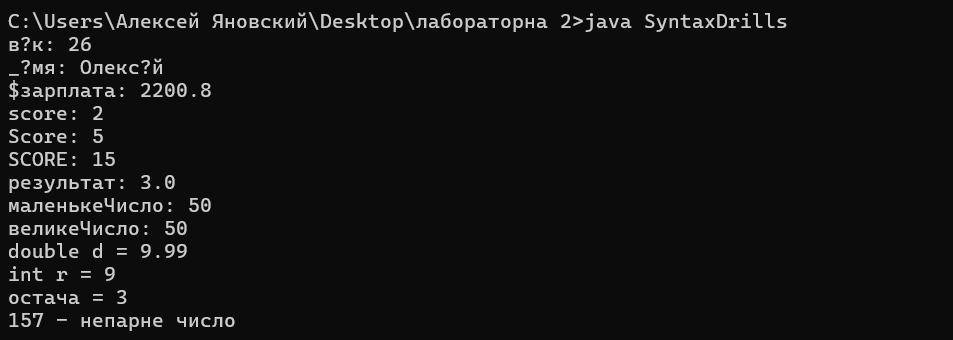 C:\Users\Алексей Яновский\Desktop\лабораторна 2>java SyntaxDrills
в?к: 26
_?мя: Олекс?й
$зарплата: 2200.8
score: 2
Score: 5
SCORE: 15
результат: 3.0
маленькеЧисло: 50
великеЧисло: 50
double d = 9.99
int r = 9
остача = 3
157 – непарне число